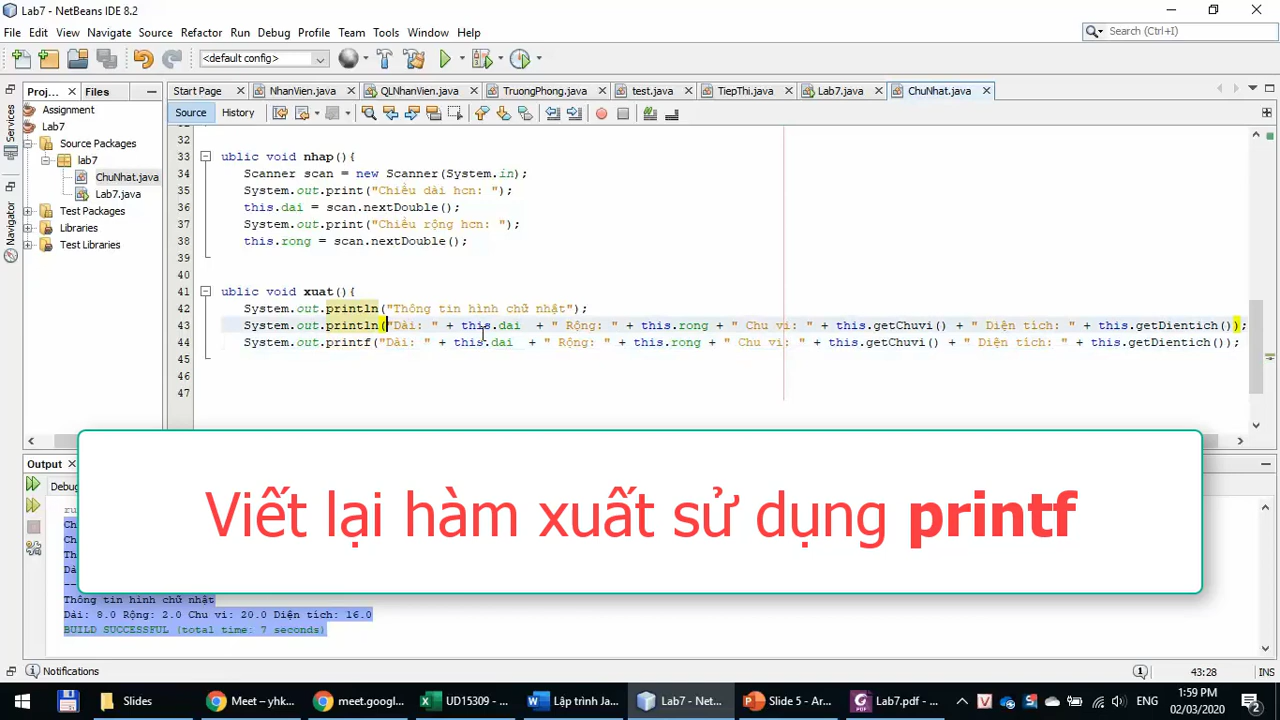 Lab7 - NetBeans IDE 8.2
File Edit View Navigate Source Refactor Run Debug Profile Team Tools Window Help
Search (Ctrl+I)
<default config>
Proj... Files
Start Page NhanVien.java QLNhanVien.java TruongPhong.java test.java TiepThi.java Lab7.java ChuNhat.java
Source History
Services
Navigator
Assignment
Lab7
Source Packages
lab7
ChuNhat.java
Lab7.java
Test Packages
Libraries
Test Libraries
32
33 ublic void nhap(){
34 Scanner scan = new Scanner(System.in);
35 System.out.print("Chiều dài hcn: ");
36 this.dai = scan.nextDouble();
37 System.out.print("Chiều rộng hcn: ");
38 this.rong = scan.nextDouble();
39
40
41 ublic void xuat(){
42 System.out.println("Thông tin hình chữ nhật");
43 System.out.println("Dài: " + this.dai + " Rộng: " + this.rong + " Chu vi: " + this.getChuvi() + " Diện tích: " + this.getDientich());
44 System.out.printf("Dài: " + this.dai + " Rộng: " + this.rong + " Chu vi: " + this.getChuvi() + " Diện tích: " + this.getDientich());
45
46
47
Viết lại hàm xuất sử dụng printf
Output
Debug
Thông tin hình chữ nhật
Dài: 8.0 Rộng: 2.0 Chu vi: 20.0 Diện tích: 16.0
BUILD SUCCESSFUL (total time: 7 seconds)
Notifications
1
43:28
INS
Slides
Meet – yhk...
meet.google...
UD15309 - ...
Lập trình Ja...
Lab7 - Net...
Slide 5 - Ar...
Lab7.pdf - ...
ENG
1:59 PM
02/03/2020
2